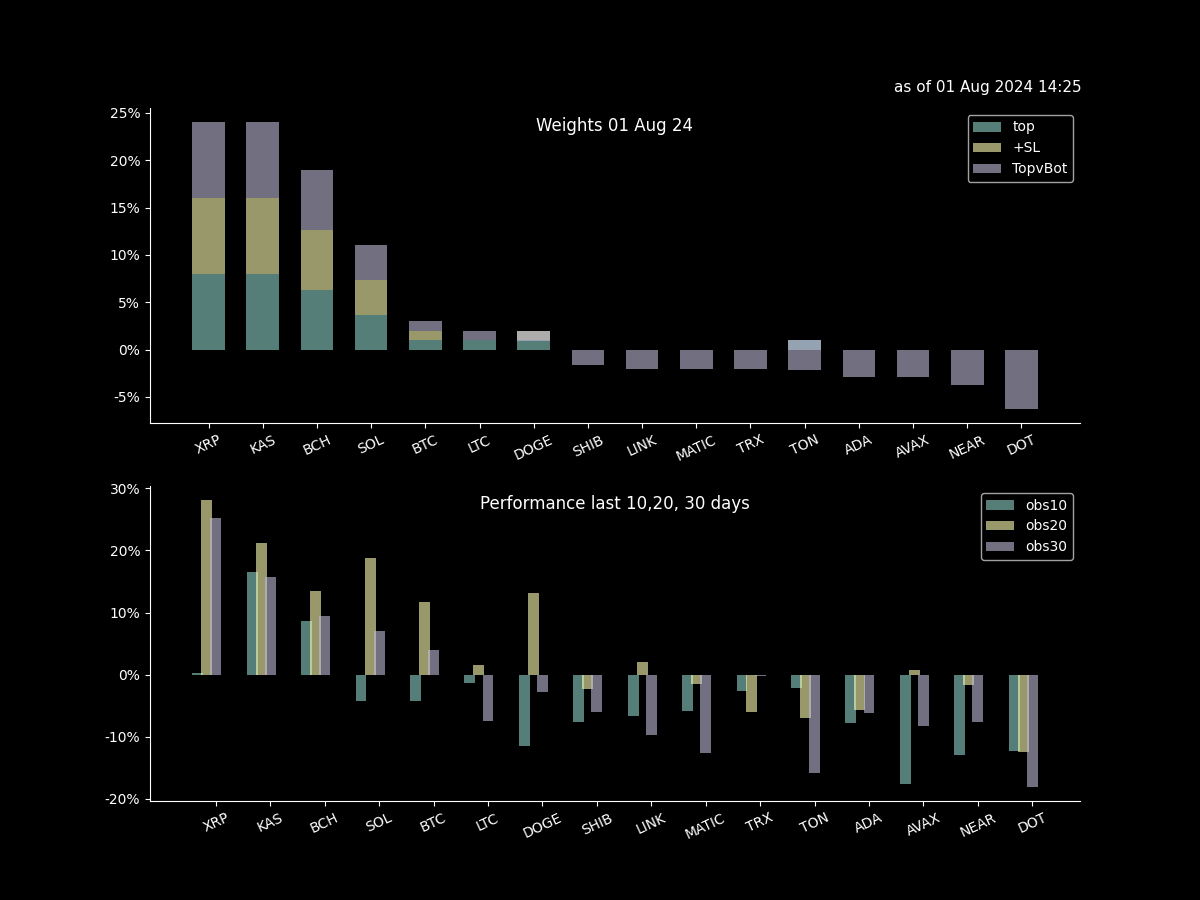 as of 01 Aug 2024 14:25
Weights 01 Aug 24
top
+SL
TopvBot
25%
20%
15%
10%
5%
0%
-5%
XRP KAS BCH SOL BTC LTC DOGE SHIB LINK MATIC TRX TON ADA AVAX NEAR DOT
Performance last 10,20, 30 days
obs10
obs20
obs30
30%
20%
10%
0%
-10%
-20%
XRP KAS BCH SOL BTC LTC DOGE SHIB LINK MATIC TRX TON ADA AVAX NEAR DOT